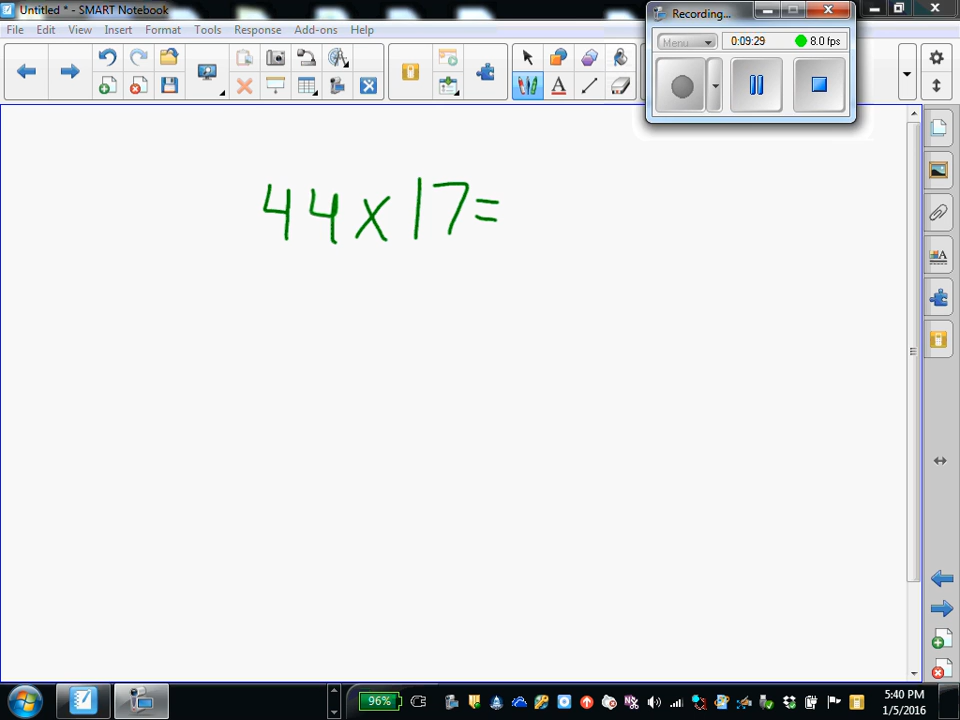 Untitled * - SMART Notebook
Recording...
File Edit View Insert Format Tools Response Add-ons Help
Menu 0:09:29 8.0 fps
44x17=
96%
5:40 PM
1/5/2016